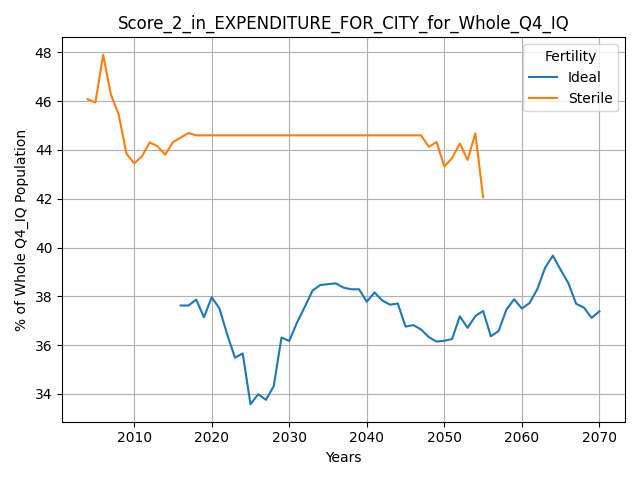 Score_2_in_EXPENDITURE_FOR_CITY_for_Whole_Q4_IQ
Fertility
Ideal
Sterile
48
46
44
42
40
38
36
34
% of Whole Q4_IQ Population
2010 2020 2030 2040 2050 2060 2070
Years